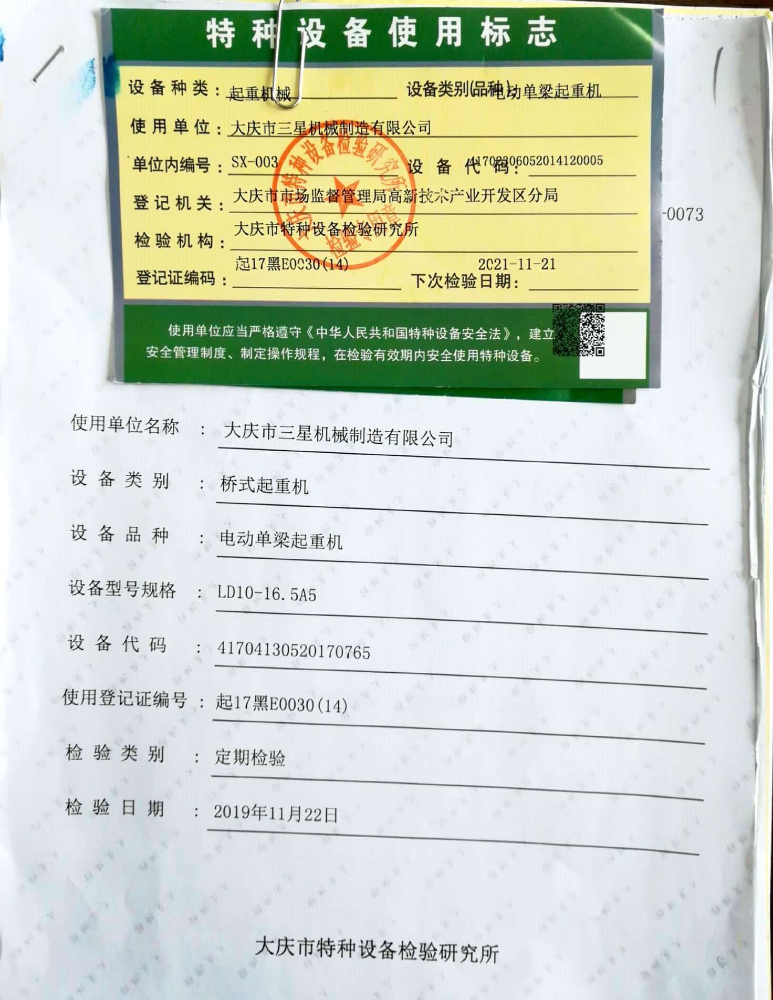 特种设备使用标志
设备种类：起重机械 设备类别(品种)：电动单梁起重机
使用单位：大庆市三星机械制造有限公司
单位内编号：SX-003 设备代码：41702306052014120005
登记机关：大庆市市场监督管理局高新技术产业开发区分局
-0073
检验机构：大庆市特种设备检验研究所
登记证编码：起17黑E0030(14) 下次检验日期：2021-11-21
大庆市特种设备检验研究所
检验专用章
使用单位应当严格遵守《中华人民共和国特种设备安全法》，建立
安全管理制度、制定操作规程，在检验有效期内安全使用特种设备。
使用单位名称：大庆市三星机械制造有限公司
设备类别：桥式起重机
设备品种：电动单梁起重机
设备型号规格：LD10-16.5A5
设备代码：41704130520170765
使用登记证编号：起17黑E0030(14)
检验类别：定期检验
检验日期：2019年11月22日
大庆市特种设备检验研究所